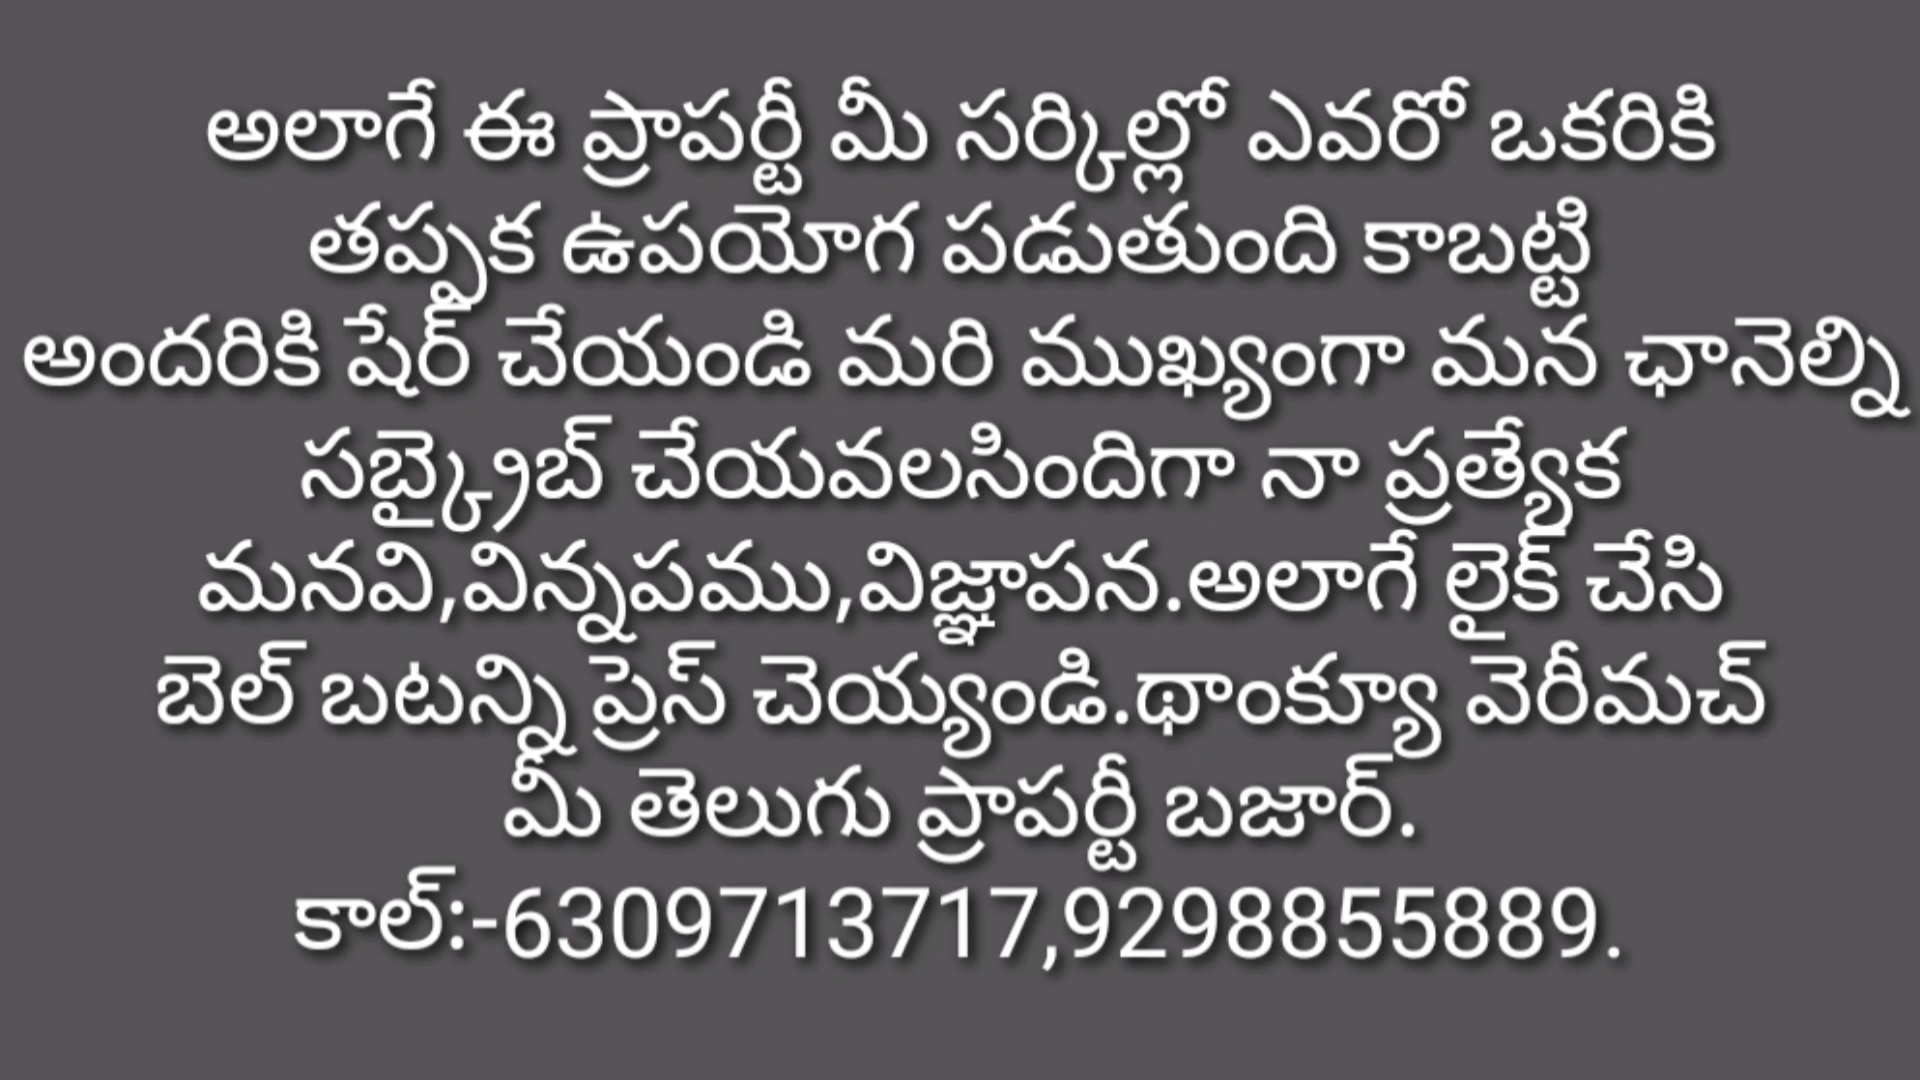 అలాగే ఈ ప్రాపర్టీ మీ సర్కిల్లో ఎవరో ఒకరికి
తప్పక ఉపయోగ పడుతుంది కాబట్టి
అందరికి షేర్ చేయండి మరి ముఖ్యంగా మన ఛానెల్ని
సబ్స్క్రైబ్ చేయవలసిందిగా నా ప్రత్యేక
మనవి,విన్నపము,విజ్ఞాపన.అలాగే లైక్ చేసి
బెల్ బటన్ని ప్రెస్ చెయ్యండి.థాంక్యూ వెరీమచ్
మీ తెలుగు ప్రాపర్టీ బజార్.
కాల్:-6309713717,9298855889.